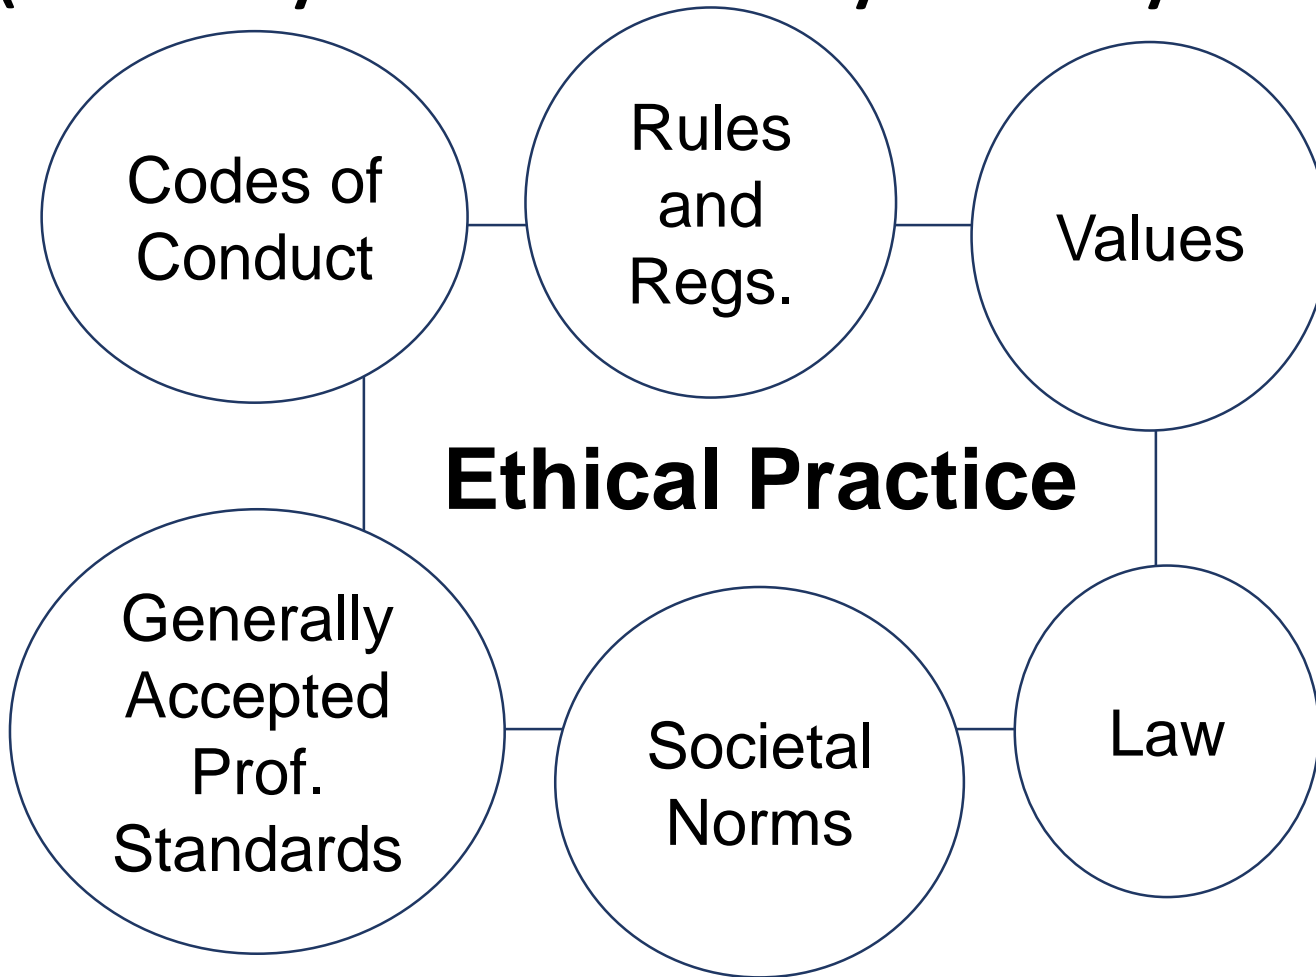 Codes of
Conduct
Rules
and
Regs.
Values
Ethical Practice
Generally
Accepted
Prof.
Standards
Societal
Norms
Law